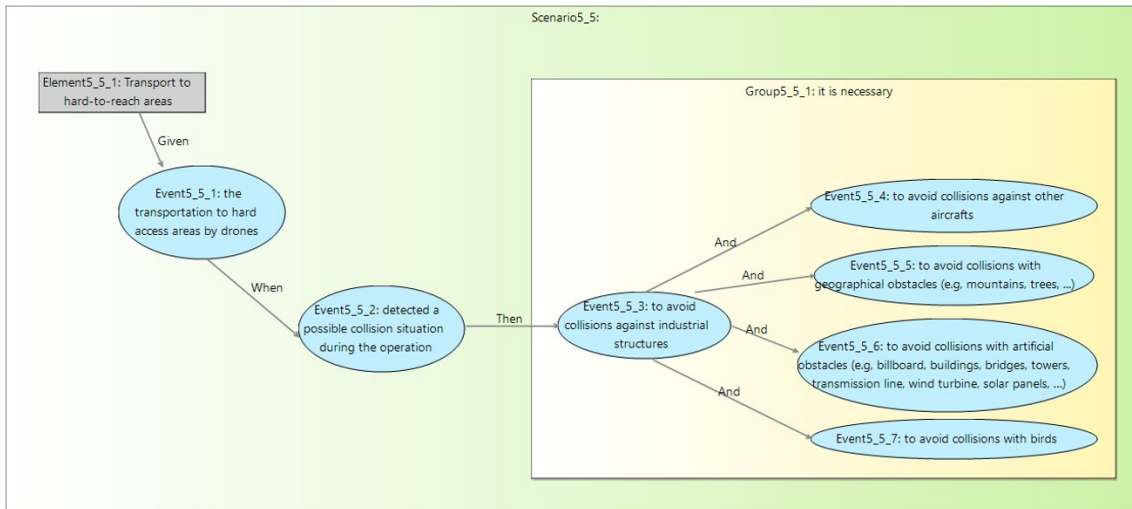 Scenario5_5:
Element5_5_1: Transport to
hard-to-reach areas
Given
Event5_5_1: the
transportation to hard
access areas by drones
When
Event5_5_2: detected a
possible collision situation
during the operation
Then
Group5_5_1: it is necessary
Event5_5_3: to avoid
collisions against industrial
structures
And
Event5_5_4: to avoid collisions against other
aircrafts
And
Event5_5_5: to avoid collisions with
geographical obstacles (e.g, mountains, trees, ...)
And
Event5_5_6: to avoid collisions with artificial
obstacles (e.g, billboard, buildings, bridges, towers,
transmission line, wind turbine, solar panels, ...)
And
Event5_5_7: to avoid collisions with birds